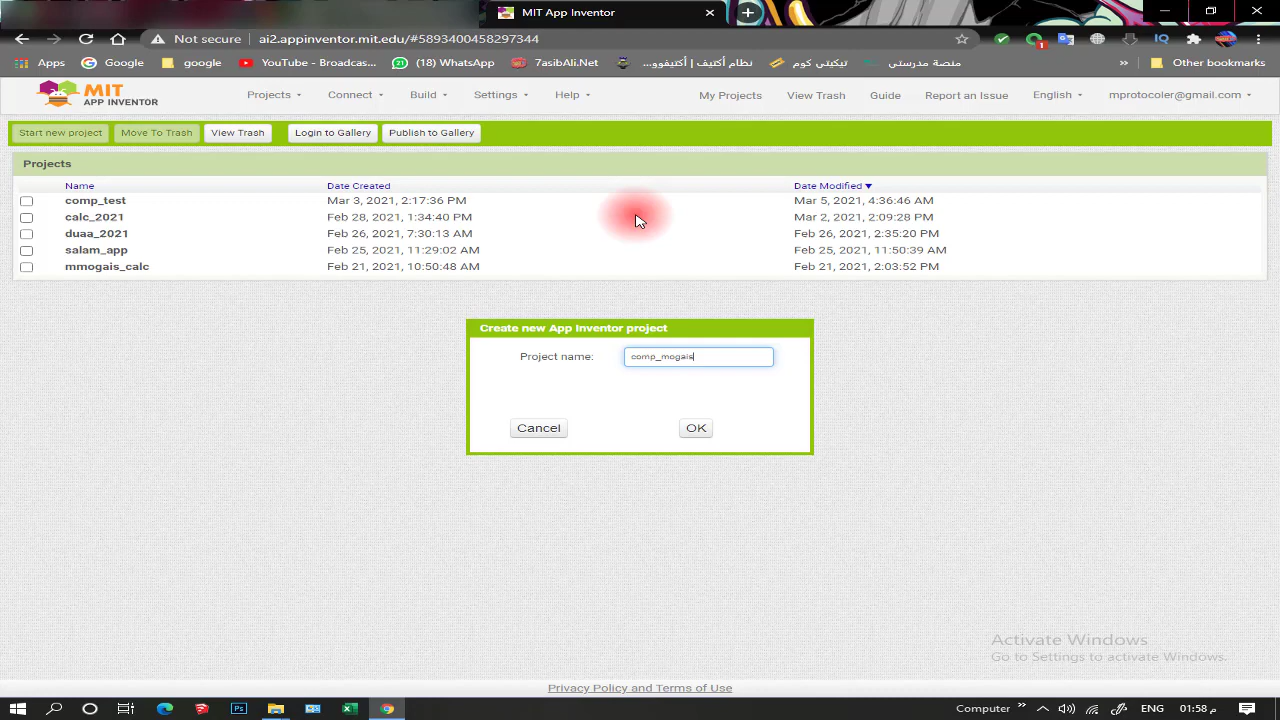 MIT App Inventor
Not secure ai2.appinventor.mit.edu/#5893400458297344
1
Apps Google google YouTube - Broadcas... (18) WhatsApp 7asibAli.Net نظام أكتيف | أكتيفوو... تيكيتي كوم منصة مدرستي » Other bookmarks
MIT APP INVENTOR
Projects Connect Build Settings Help My Projects View Trash Guide Report an Issue English mprotocoler@gmail.com
Start new project Move To Trash View Trash Login to Gallery Publish to Gallery
Projects
Name Date Created Date Modified
comp_test Mar 3, 2021, 2:17:36 PM Mar 5, 2021, 4:36:46 AM
calc_2021 Feb 28, 2021, 1:34:40 PM Mar 2, 2021, 2:09:28 PM
duaa_2021 Feb 26, 2021, 7:30:13 AM Feb 26, 2021, 2:35:20 PM
salam_app Feb 25, 2021, 11:29:02 AM Feb 25, 2021, 11:50:39 AM
mmogais_calc Feb 21, 2021, 10:50:48 AM Feb 21, 2021, 2:03:52 PM
Create new App Inventor project
Project name: comp_mogais
Cancel OK
Activate Windows
Go to Settings to activate Windows.
Privacy Policy and Terms of Use
Computer » ENG 01:58 م